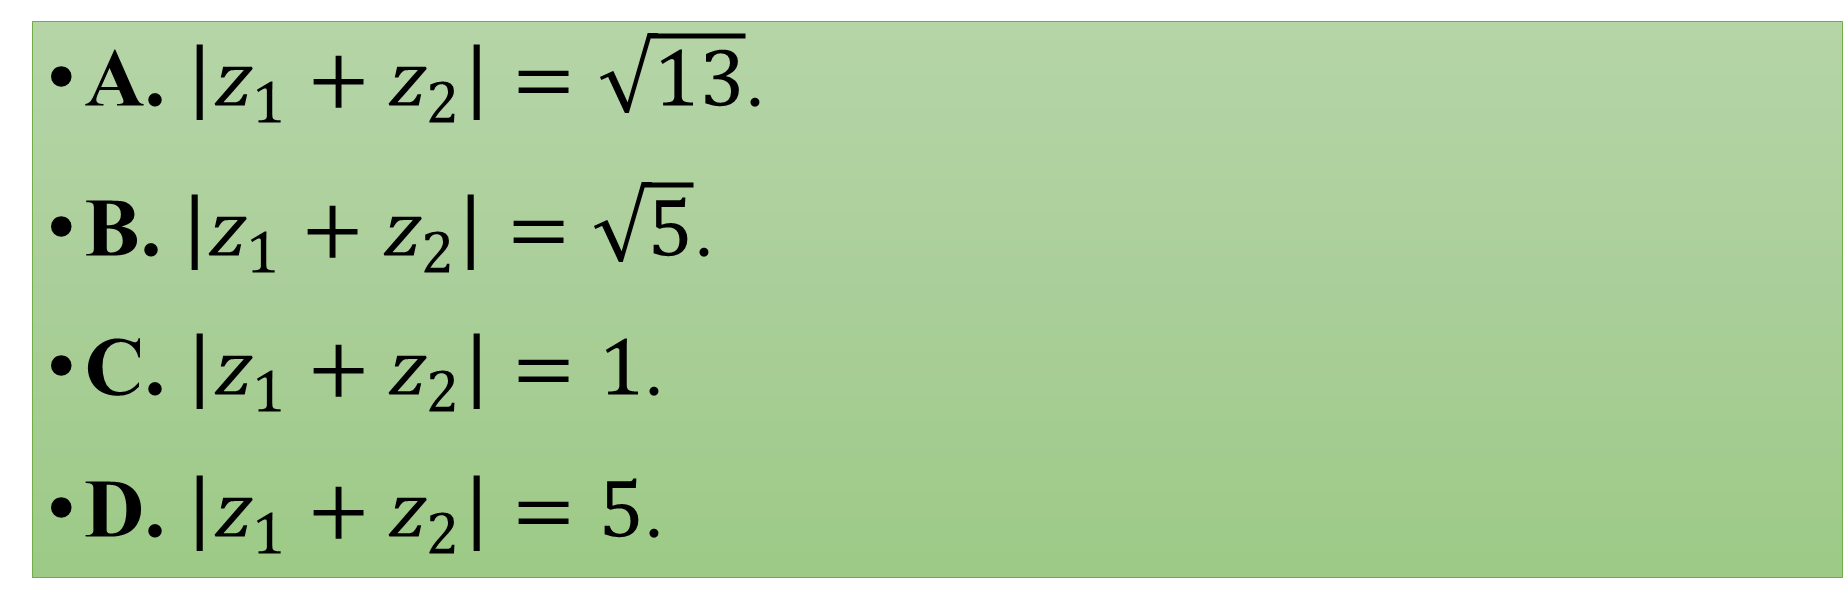 • A. |z₁ + z₂| = √13.
• B. |z₁ + z₂| = √5.
• C. |z₁ + z₂| = 1.
• D. |z₁ + z₂| = 5.